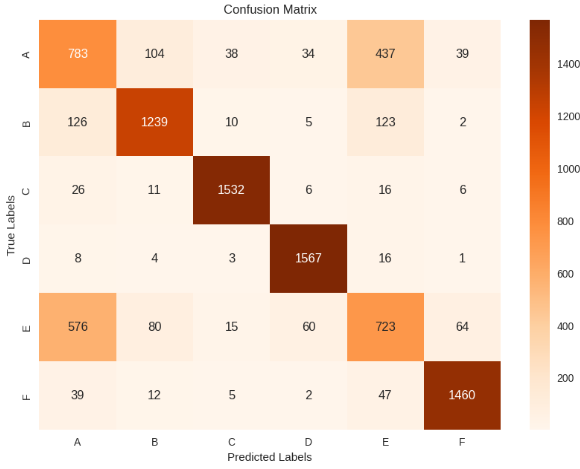 Confusion Matrix
A 783 104 38 34 437 39
B 126 1239 10 5 123 2
C 26 11 1532 6 16 6
D 8 4 3 1567 16 1
E 576 80 15 60 723 64
F 39 12 5 2 47 1460
A B C D E F
Predicted Labels
True Labels
1400
1200
1000
800
600
400
200